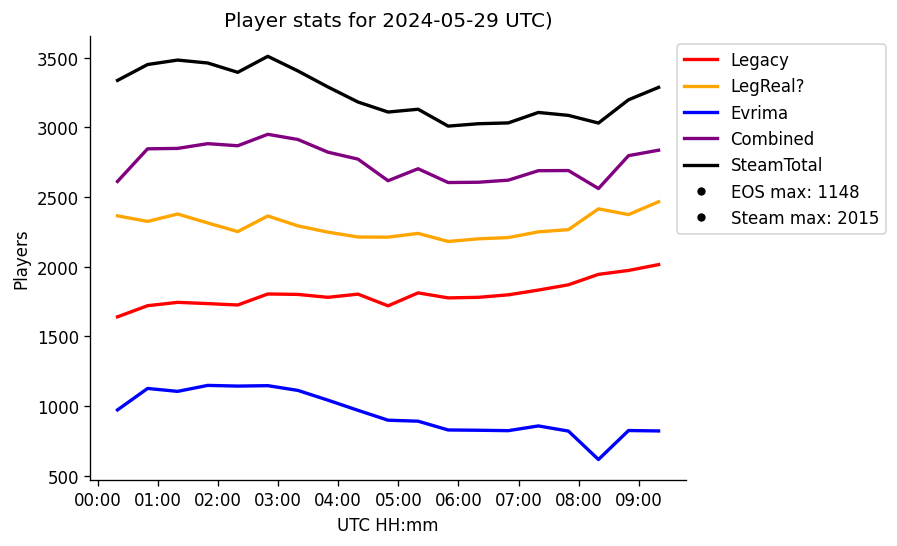 Player stats for 2024-05-29 UTC)
Players
3500
3000
2500
2000
1500
1000
500
00:00 01:00 02:00 03:00 04:00 05:00 06:00 07:00 08:00 09:00
UTC HH:mm
Legacy
LegReal?
Evrima
Combined
SteamTotal
EOS max: 1148
Steam max: 2015